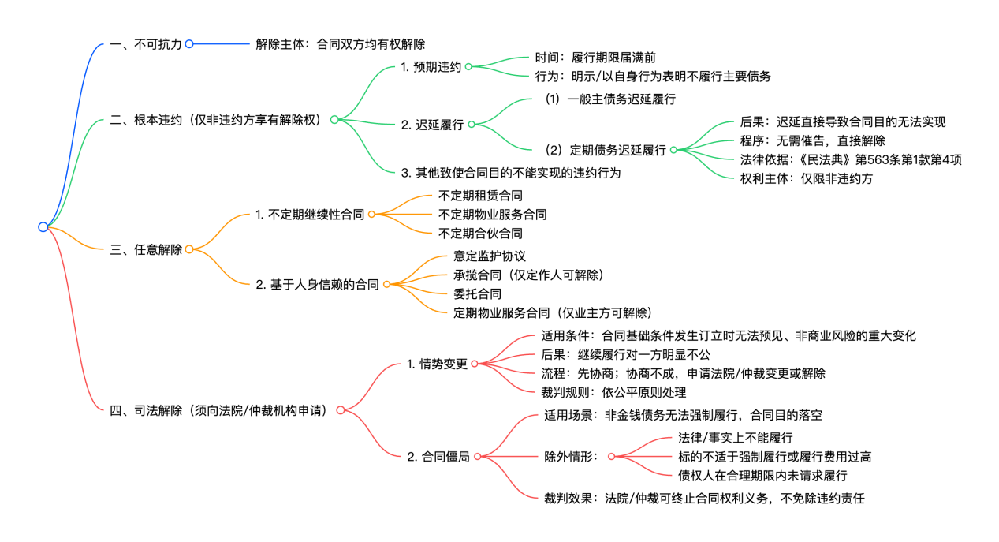 一、不可抗力
解除主体：合同双方均有权解除
二、根本违约（仅非违约方享有解除权）
1. 预期违约
时间：履行期限届满前
行为：明示/以自身行为表明不履行主要债务
2. 迟延履行
（1）一般主债务迟延履行
（2）定期债务迟延履行
后果：迟延直接导致合同目的无法实现
程序：无需催告，直接解除
法律依据：《民法典》第563条第1款第4项
权利主体：仅限非违约方
3. 其他致使合同目的不能实现的违约行为
三、任意解除
1. 不定期继续性合同
不定期租赁合同
不定期物业服务合同
不定期合伙合同
2. 基于人身信赖的合同
意定监护协议
承揽合同（仅定作人可解除）
委托合同
定期物业服务合同（仅业主方可解除）
四、司法解除（须向法院/仲裁机构申请）
1. 情势变更
适用条件：合同基础条件发生订立时无法预见、非商业风险的重大变化
后果：继续履行对一方明显不公
流程：先协商；协商不成，申请法院/仲裁变更或解除
裁判规则：依公平原则处理
2. 合同僵局
适用场景：非金钱债务无法强制履行，合同目的落空
除外情形：
法律/事实上不能履行
标的不适于强制履行或履行费用过高
债权人在合理期限内未请求履行
裁判效果：法院/仲裁可终止合同权利义务，不免除违约责任